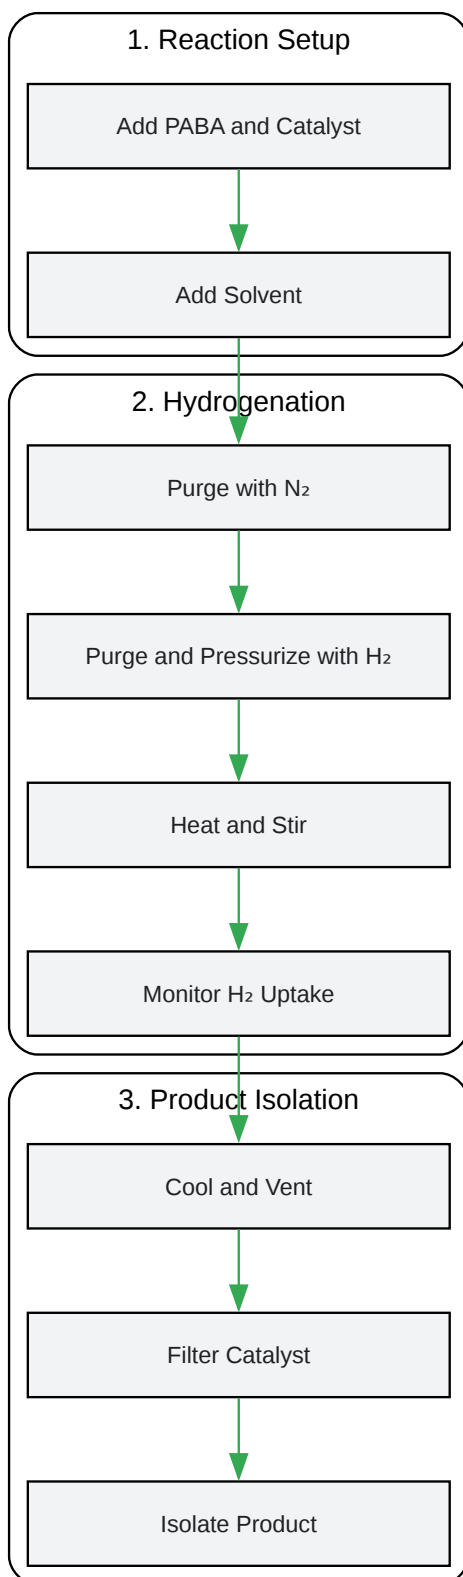 1. Reaction Setup
Add PABA and Catalyst
Add Solvent
2. Hydrogenation
Purge with N₂
Purge and Pressurize with H₂
Heat and Stir
Monitor H₂ Uptake
3. Product Isolation
Cool and Vent
Filter Catalyst
Isolate Product